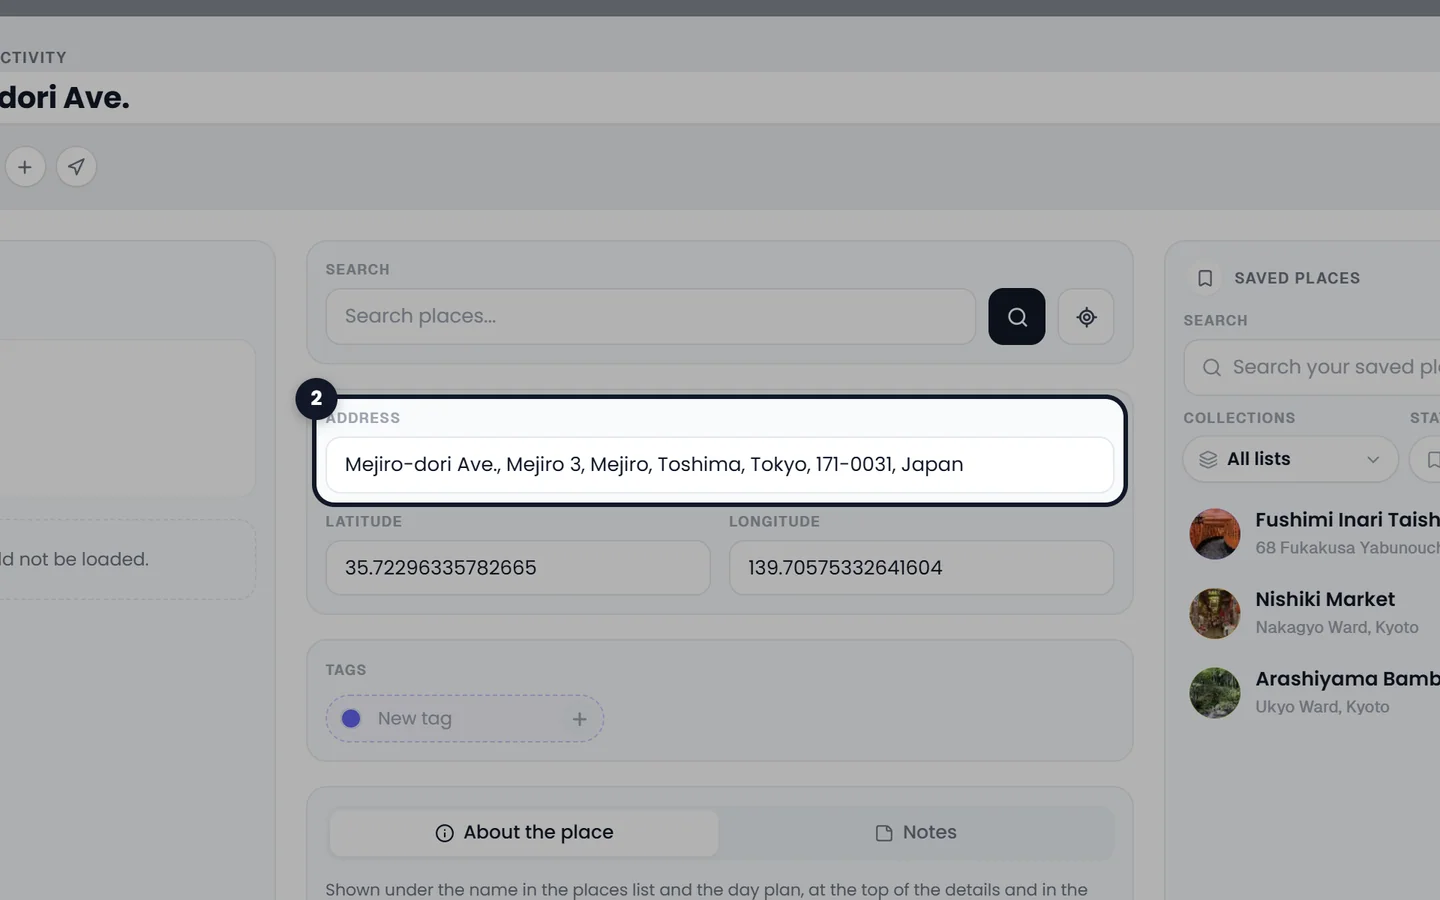 CTIVITY
dori Ave.
d not be loaded.
SEARCH
Search places...
2
ADDRESS
Mejiro-dori Ave., Mejiro 3, Mejiro, Toshima, Tokyo, 171-0031, Japan
LATITUDE
LONGITUDE
35.72296335782665
139.70575332641604
TAGS
New tag
About the place
Notes
Shown under the name in the places list and the day plan, at the top of the details and in the
SAVED PLACES
SEARCH
Search your saved pl
COLLECTIONS
STA
All lists
Fushimi Inari Taish
68 Fukakusa Yabunouch
Nishiki Market
Nakagyo Ward, Kyoto
Arashiyama Bamb
Ukyo Ward, Kyoto